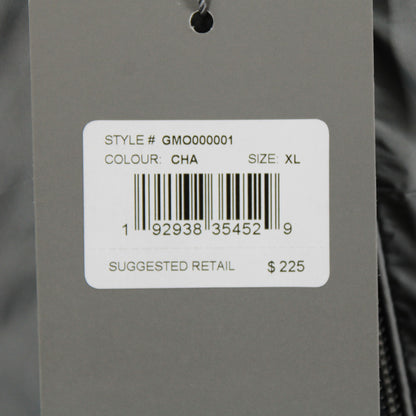 STYLE # GMO000001
COLOUR: CHA SIZE: XL
1 92938 35452 9
SUGGESTED RETAIL $ 225